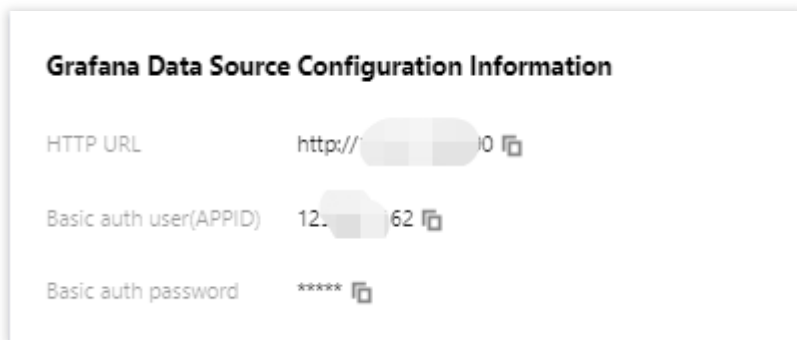 Grafana Data Source Configuration Information
HTTP URL http:// 0
Basic auth user(APPID) 12 62
Basic auth password *****